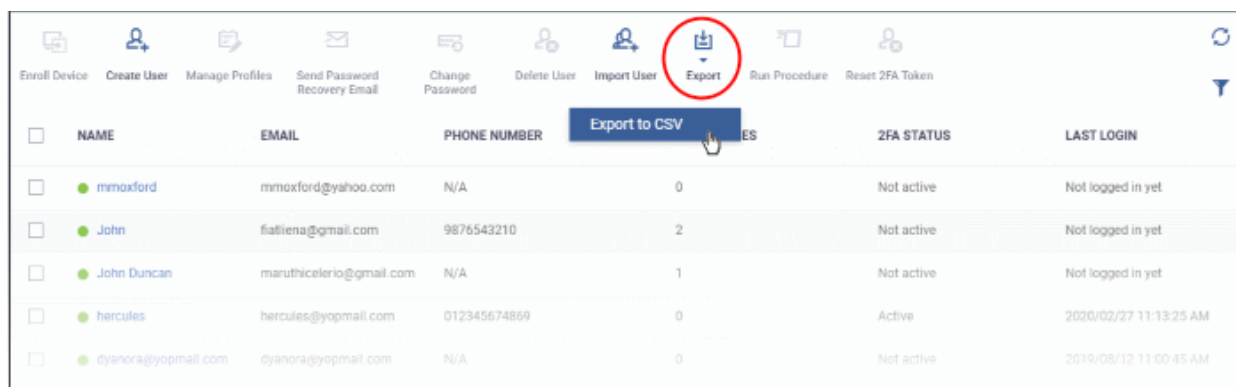 Enroll Device Create User Manage Profiles Send Password Recovery Email Change Password Delete User Import User Export Run Procedure Reset 2FA Token
Export to CSV
NAME EMAIL PHONE NUMBER ES 2FA STATUS LAST LOGIN
mmoxford mmoxford@yahoo.com N/A 0 Not active Not logged in yet
John fiatliena@gmail.com 9876543210 2 Not active Not logged in yet
John Duncan maruthicelerio@gmail.com N/A 1 Not active Not logged in yet
hercules hercules@yopmail.com 012345674869 0 Active 2020/02/27 11:13:25 AM
dyanora@yopmail.com dyanora@yopmail.com N/A 0 Not active 2019/08/12 11:00:45 AM